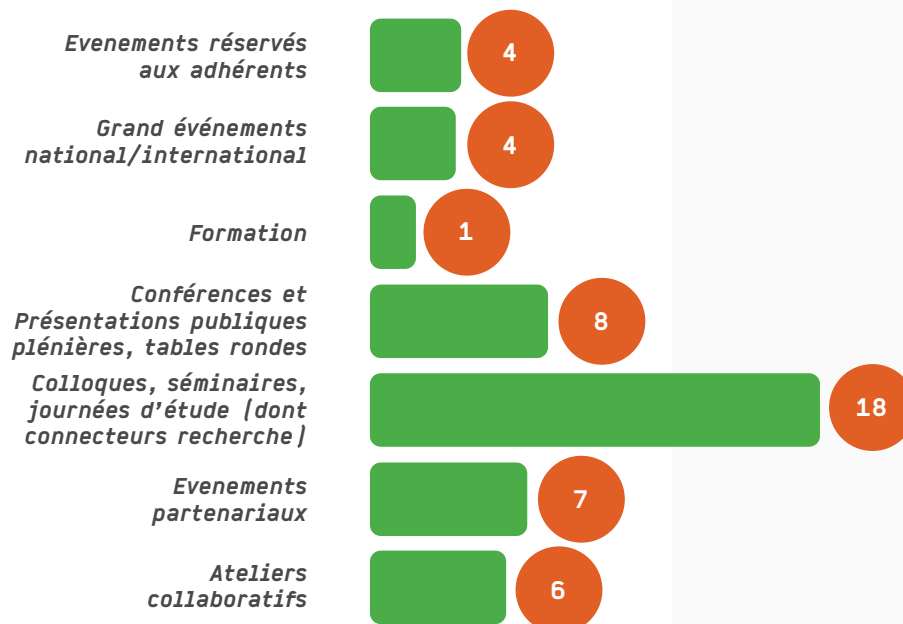 Evenements réservés
aux adhérents
4
Grand événements
national/international
4
Formation
1
Conférences et
Présentations publiques
plénières, tables rondes
8
Colloques, séminaires,
journées d’étude (dont
connecteurs recherche)
18
Evenements
partenariaux
7
Ateliers
collaboratifs
6